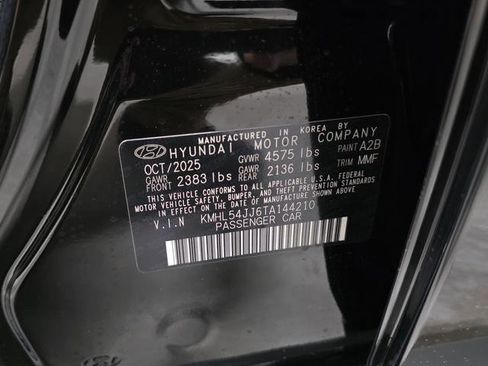 MANUFACTURED IN KOREA BY
HYUNDAI MOTOR COMPANY
OCT/2025 GVWR 4575 lbs PAINT A2B
GAWR FRONT 2383 lbs GAWR REAR 2136 lbs TRIM MMF
THIS VEHICLE CONFORMS TO ALL APPLICABLE U.S.A. FEDERAL
MOTOR VEHICLE SAFETY, BUMPER, AND THEFT PREVENTION STANDARDS
IN EFFECT ON THE DATE OF MANUFACTURE SHOWN ABOVE.
V.I.N KMHL54JJ6TA144210
PASSENGER CAR